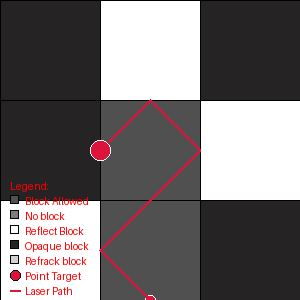 Legend:
Block Allowed
No block
Reflect Block
Opaque block
Refrack block
Point Target
Laser Path